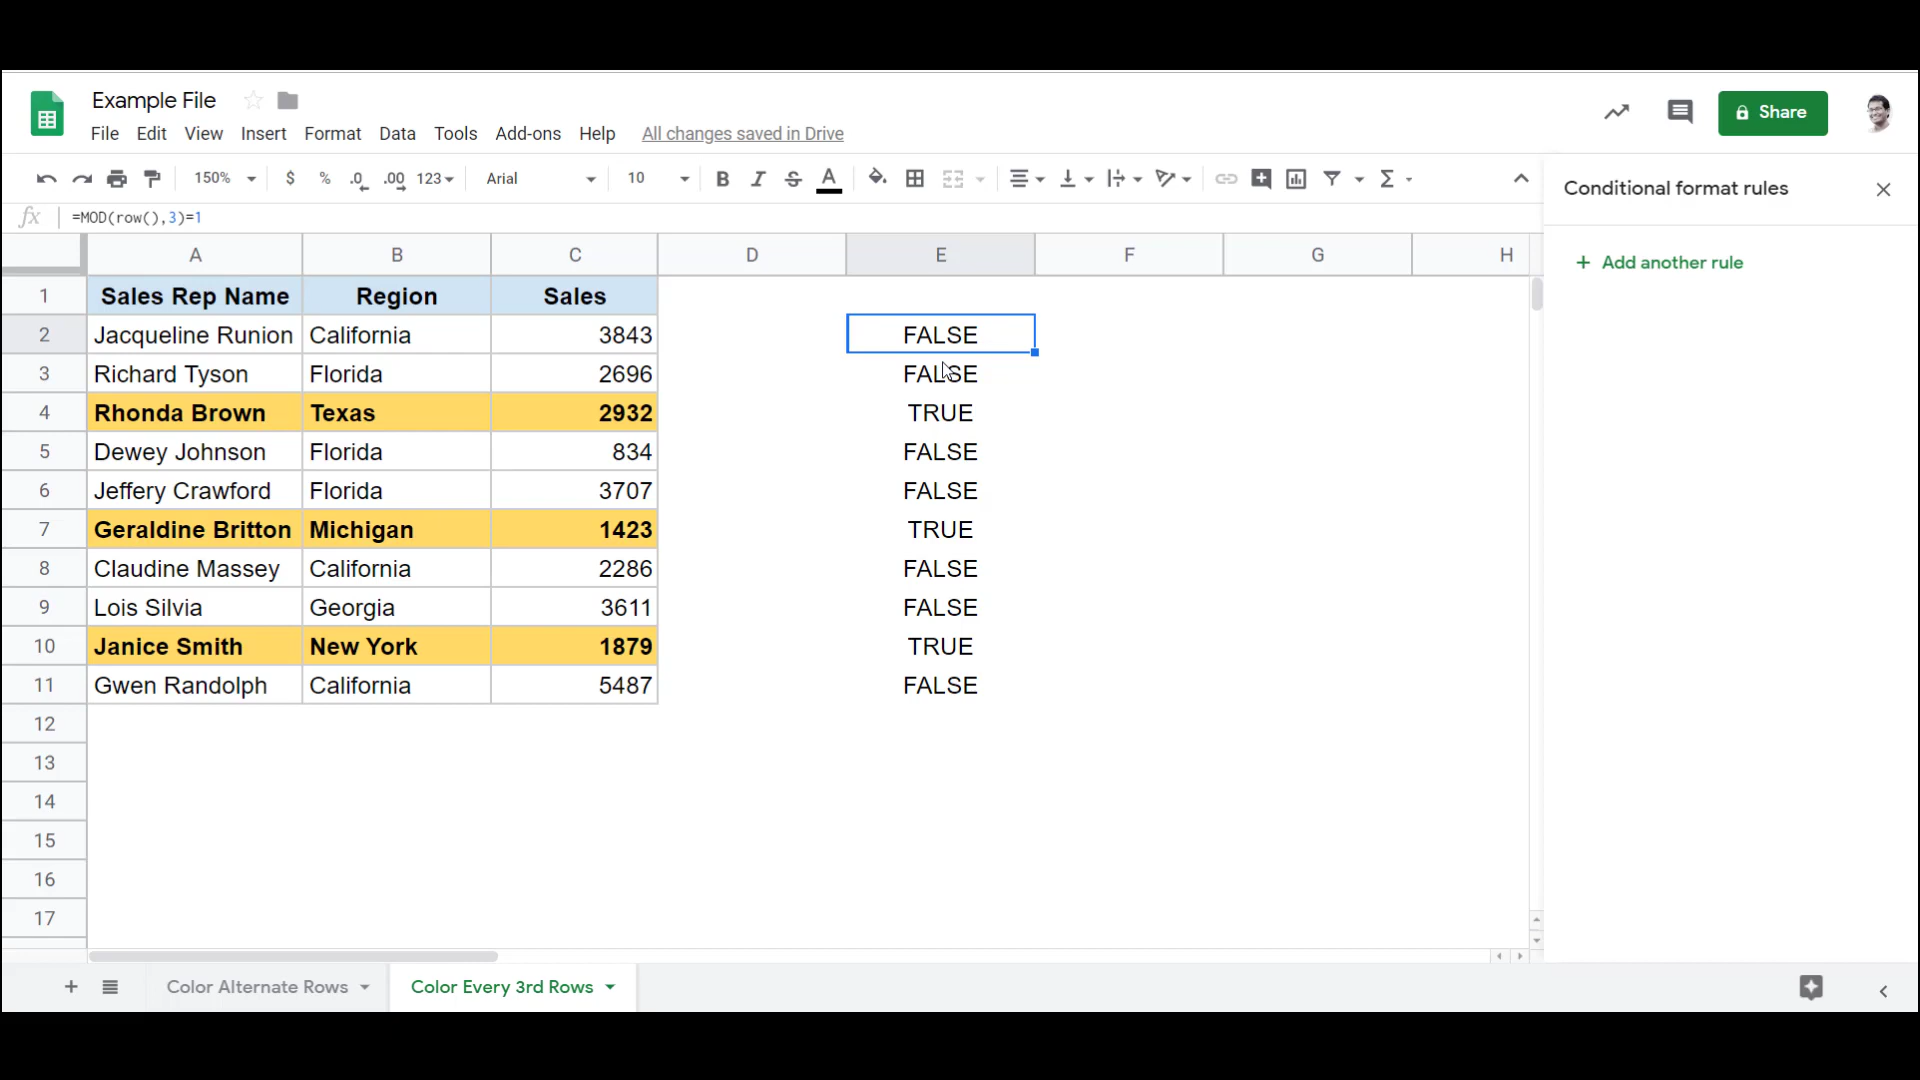 Example File
File Edit View Insert Format Data Tools Add-ons Help All changes saved in Drive
Share
150% $ % .0 .00 123 Arial 10 B I S A Σ
Conditional format rules
fx =MOD(row(),3)=1
+ Add another rule
A B C D E F G H
1 Sales Rep Name Region Sales
2 Jacqueline Runion California 3843 FALSE
3 Richard Tyson Florida 2696 FALSE
4 Rhonda Brown Texas 2932 TRUE
5 Dewey Johnson Florida 834 FALSE
6 Jeffery Crawford Florida 3707 FALSE
7 Geraldine Britton Michigan 1423 TRUE
8 Claudine Massey California 2286 FALSE
9 Lois Silvia Georgia 3611 FALSE
10 Janice Smith New York 1879 TRUE
11 Gwen Randolph California 5487 FALSE
12
13
14
15
16
17
+ Color Alternate Rows Color Every 3rd Rows